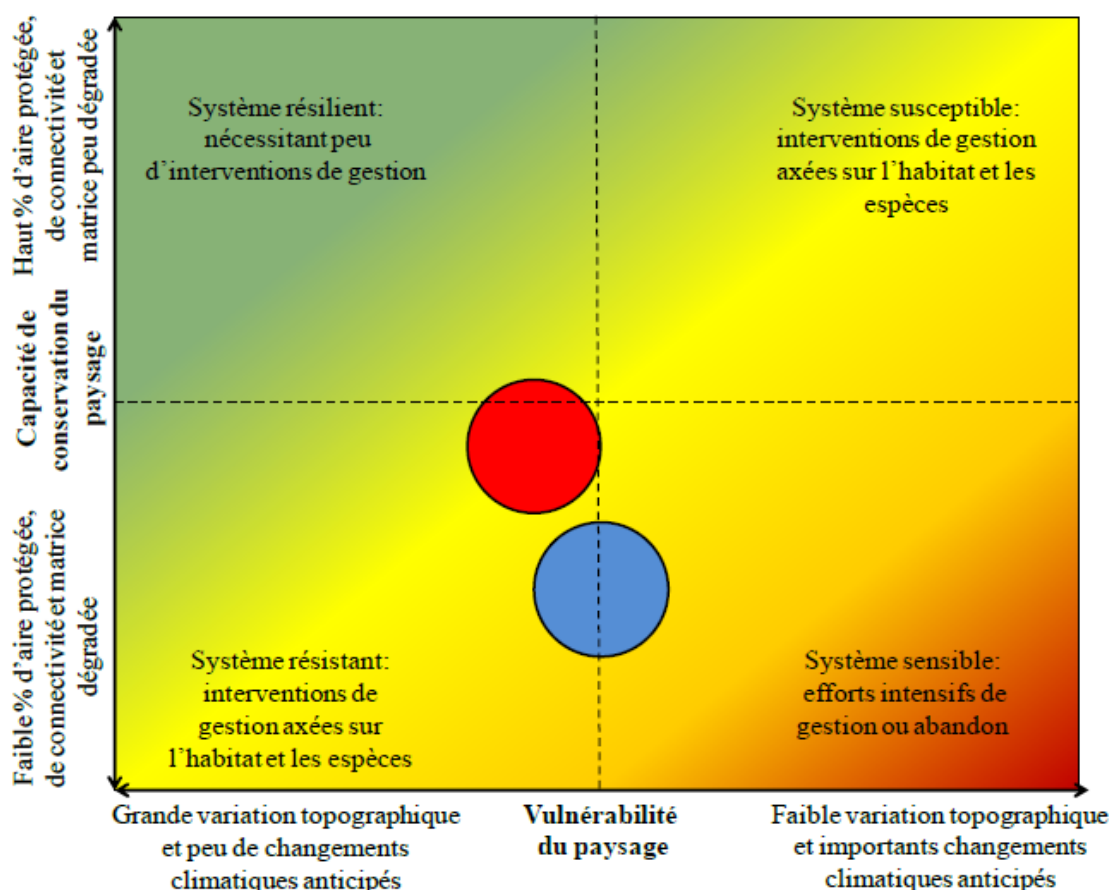 Haut % d'aire protégée,
de connectivité et
matrice peu dégradée
Capacité de
conservation du
paysage
Faible % d'aire protégée,
de connectivité et matrice
dégradée
Système résilient:
nécessitant peu
d'interventions de gestion
Système susceptible:
interventions de gestion
axées sur l'habitat et les
espèces
Système résistant:
interventions de
gestion axées sur
l'habitat et les espèces
Système sensible:
efforts intensifs de
gestion ou abandon
Grande variation topographique
et peu de changements
climatiques anticipés
Vulnérabilité
du paysage
Faible variation topographique
et importants changements
climatiques anticipés